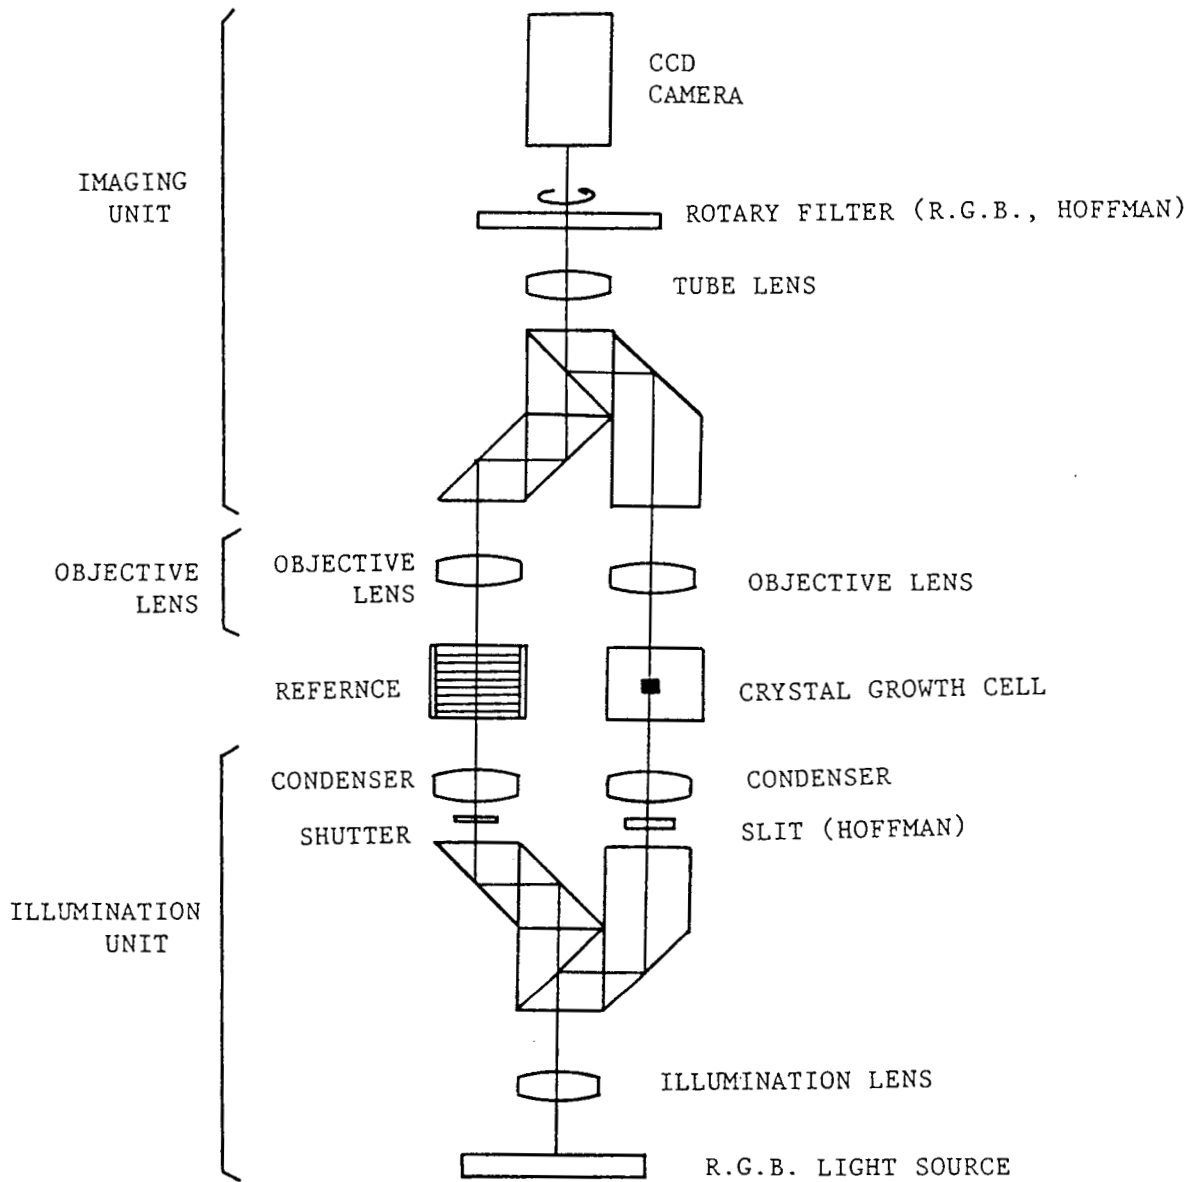 CCD
CAMERA
IMAGING
UNIT
ROTARY FILTER (R.G.B., HOFFMAN)
TUBE LENS
OBJECTIVE
LENS
OBJECTIVE
LENS
OBJECTIVE LENS
REFERNCE
CRYSTAL GROWTH CELL
CONDENSER
CONDENSER
SHUTTER
SLIT (HOFFMAN)
ILLUMINATION
UNIT
ILLUMINATION LENS
R.G.B. LIGHT SOURCE